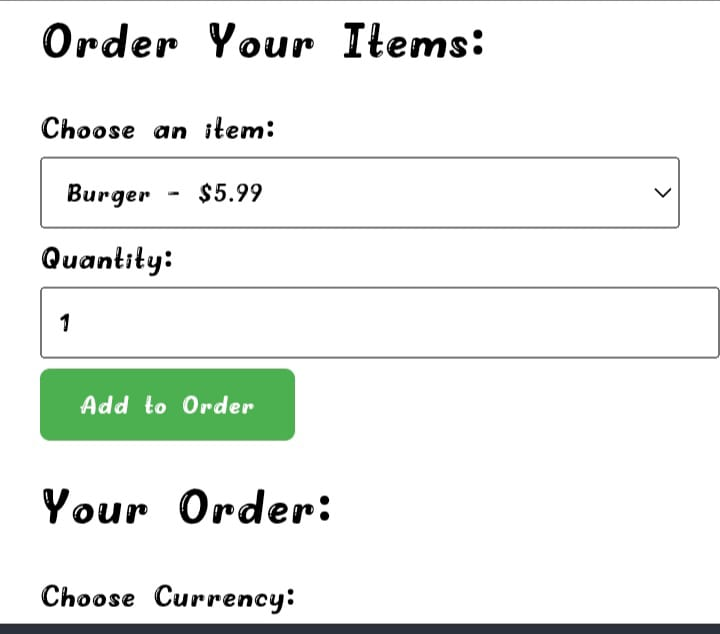 Order Your Items:
Choose an item:
Burger - $5.99
Quantity:
1
Add to Order
Your Order:
Choose Currency: